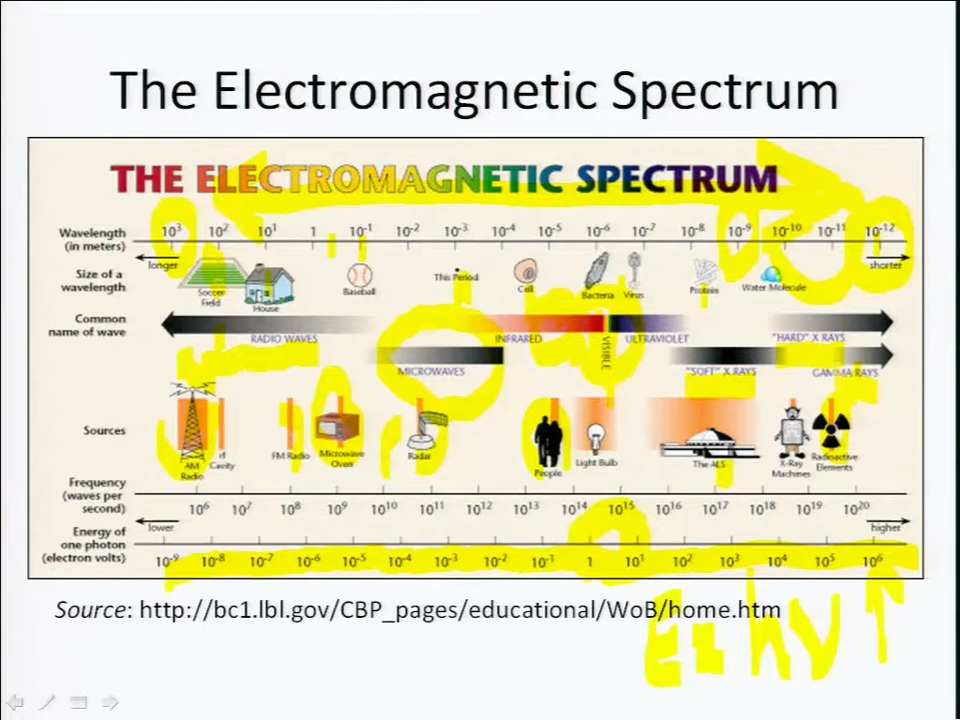 The Electromagnetic Spectrum
THE ELECTROMAGNETIC SPECTRUM
Wavelength (in meters)
10³ 10² 10¹ 1 10⁻¹ 10⁻² 10⁻³ 10⁻⁴ 10⁻⁵ 10⁻⁶ 10⁻⁷ 10⁻⁸ 10⁻⁹ 10⁻¹⁰ 10⁻¹¹ 10⁻¹²
longer shorter
Size of a wavelength
Soccer Field
House
Baseball
This Period
Cell
Bacteria
Virus
Protein
Water Molecule
Common name of wave
RADIO WAVES
INFRARED
VISIBLE
ULTRAVIOLET
"HARD" X RAYS
MICROWAVES
"SOFT" X RAYS
GAMMA RAYS
Sources
AM Radio
rf Cavity
FM Radio
Microwave Oven
Radar
People
Light Bulb
The ALS
X-Ray Machines
Radioactive Elements
Frequency (waves per second)
10⁶ 10⁷ 10⁸ 10⁹ 10¹⁰ 10¹¹ 10¹² 10¹³ 10¹⁴ 10¹⁵ 10¹⁶ 10¹⁷ 10¹⁸ 10¹⁹ 10²⁰
lower higher
Energy of one photon (electron volts)
10⁻⁹ 10⁻⁸ 10⁻⁷ 10⁻⁶ 10⁻⁵ 10⁻⁴ 10⁻³ 10⁻² 10⁻¹ 1 10¹ 10² 10³ 10⁴ 10⁵ 10⁶
Source: http://bc1.lbl.gov/CBP_pages/educational/WoB/home.htm
E=hν↑